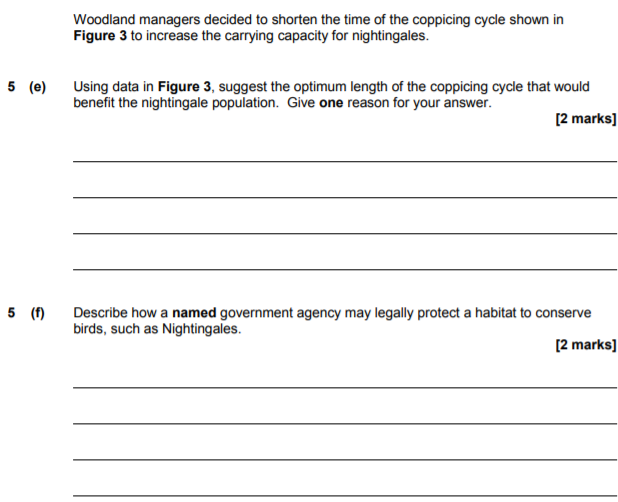 Woodland managers decided to shorten the time of the coppicing cycle shown in
Figure 3 to increase the carrying capacity for nightingales.
5 (e) Using data in Figure 3, suggest the optimum length of the coppicing cycle that would
benefit the nightingale population. Give one reason for your answer.
[2 marks]
5 (f) Describe how a named government agency may legally protect a habitat to conserve
birds, such as Nightingales.
[2 marks]